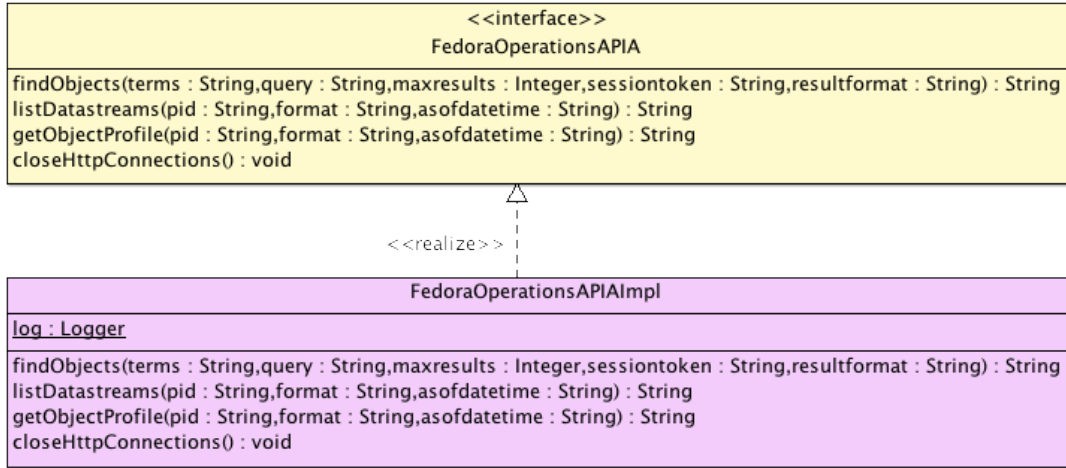 <<interface>>
FedoraOperationsAPIA
findObjects(terms : String,query : String,maxresults : Integer,sessiontoken : String,resultformat : String) : String
listDatastreams(pid : String,format : String,asofdatetime : String) : String
getObjectProfile(pid : String,format : String,asofdatetime : String) : String
closeHttpConnections() : void
<<realize>>
FedoraOperationsAPIAImpl
log : Logger
findObjects(terms : String,query : String,maxresults : Integer,sessiontoken : String,resultformat : String) : String
listDatastreams(pid : String,format : String,asofdatetime : String) : String
getObjectProfile(pid : String,format : String,asofdatetime : String) : String
closeHttpConnections() : void